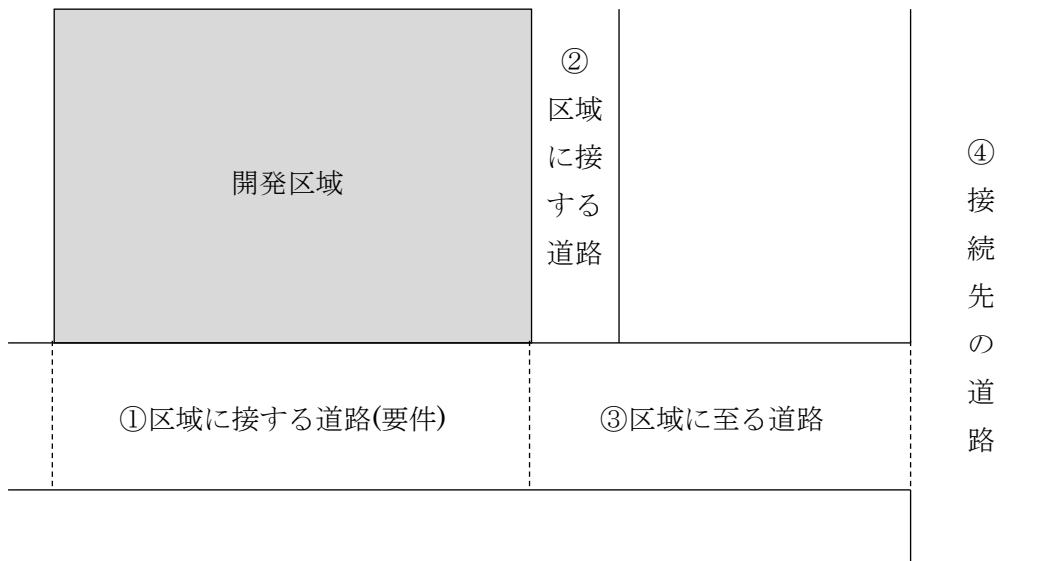 開発区域
②
区域
に接
する
道路
①区域に接する道路(要件)
③区域に至る道路
④
接
続
先
の
道
路